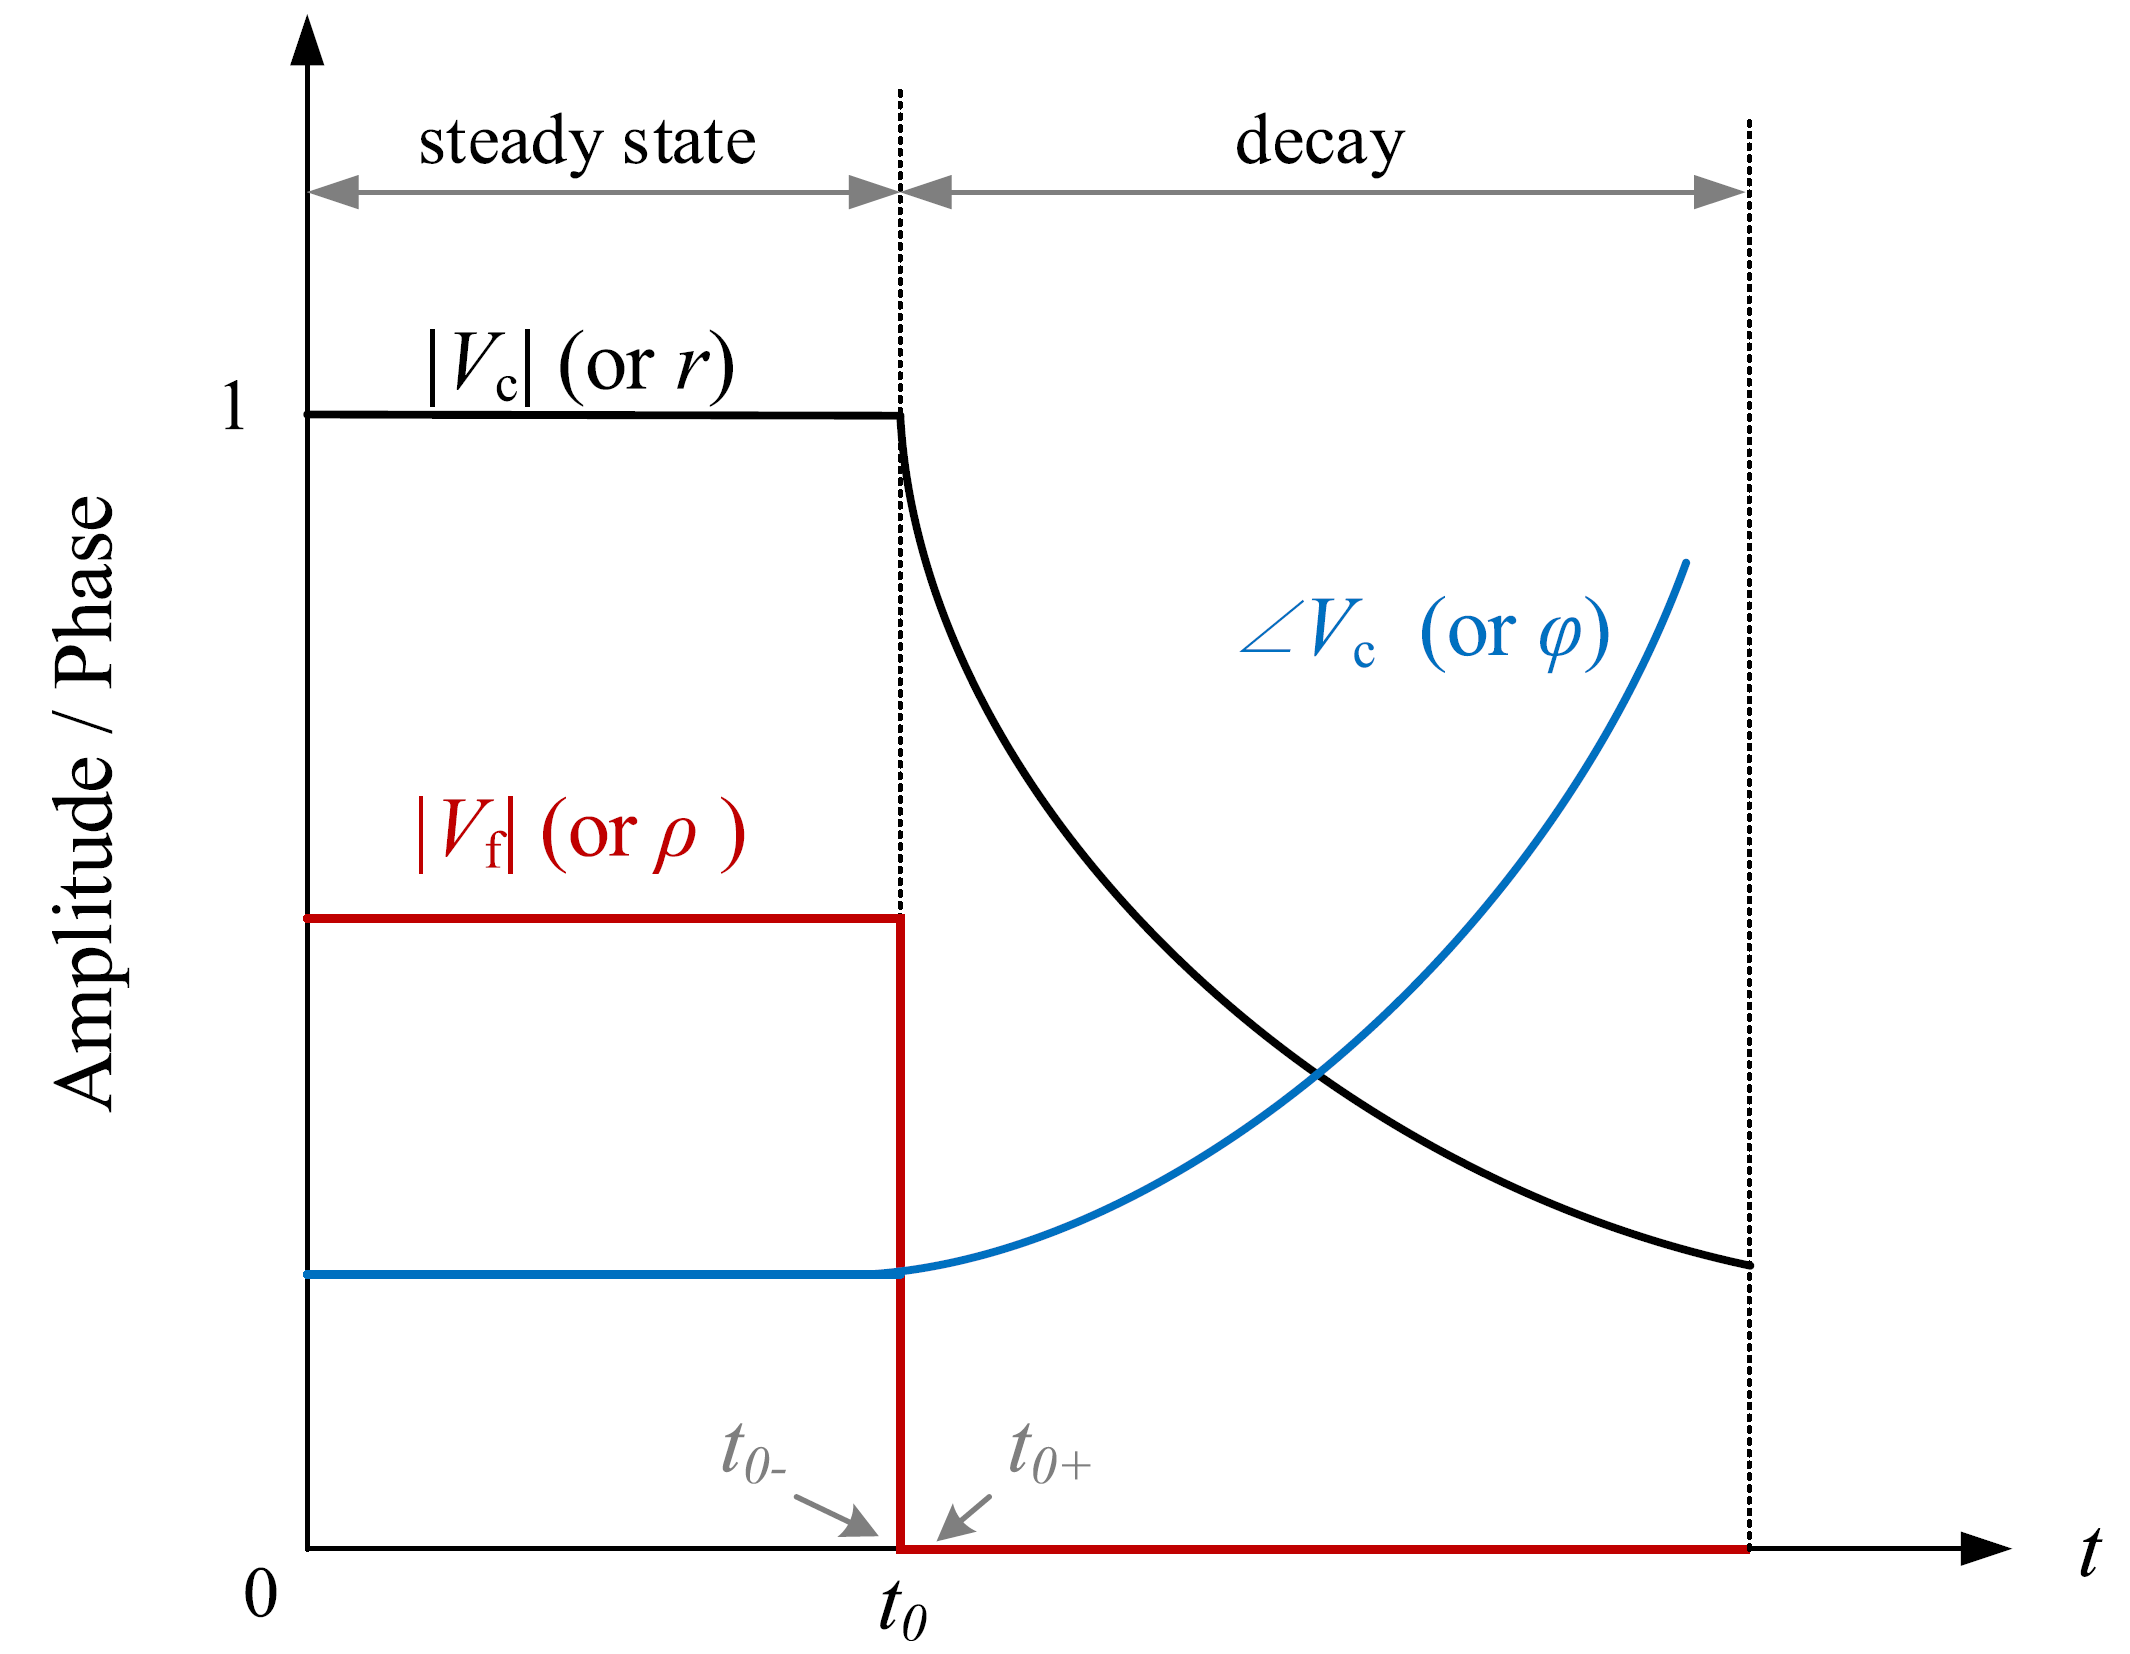 steady state
decay
|Vc| (or r)
1
∠Vc (or φ)
Amplitude / Phase
|Vf| (or ρ )
t0-
t0+
t
0
t0